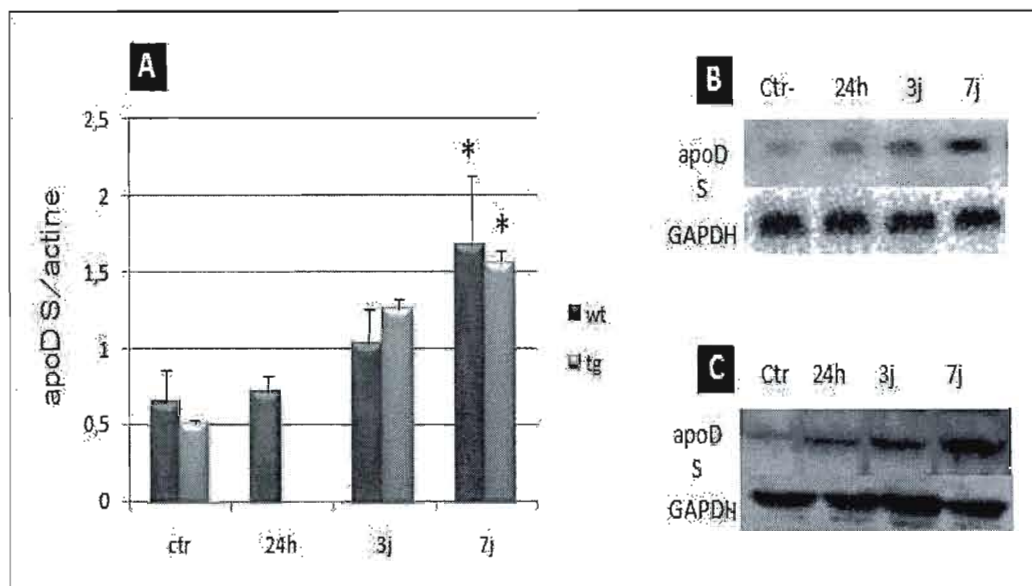 A
2,5
2
1,5
1
0,5
0
apoD S/actine
*
*
ctr 24h 3j 7j
wt
tg
B
Ctr- 24h 3j 7j
apoD
S
GAPDH
C
Ctr 24h 3j 7j
apoD
S
GAPDH